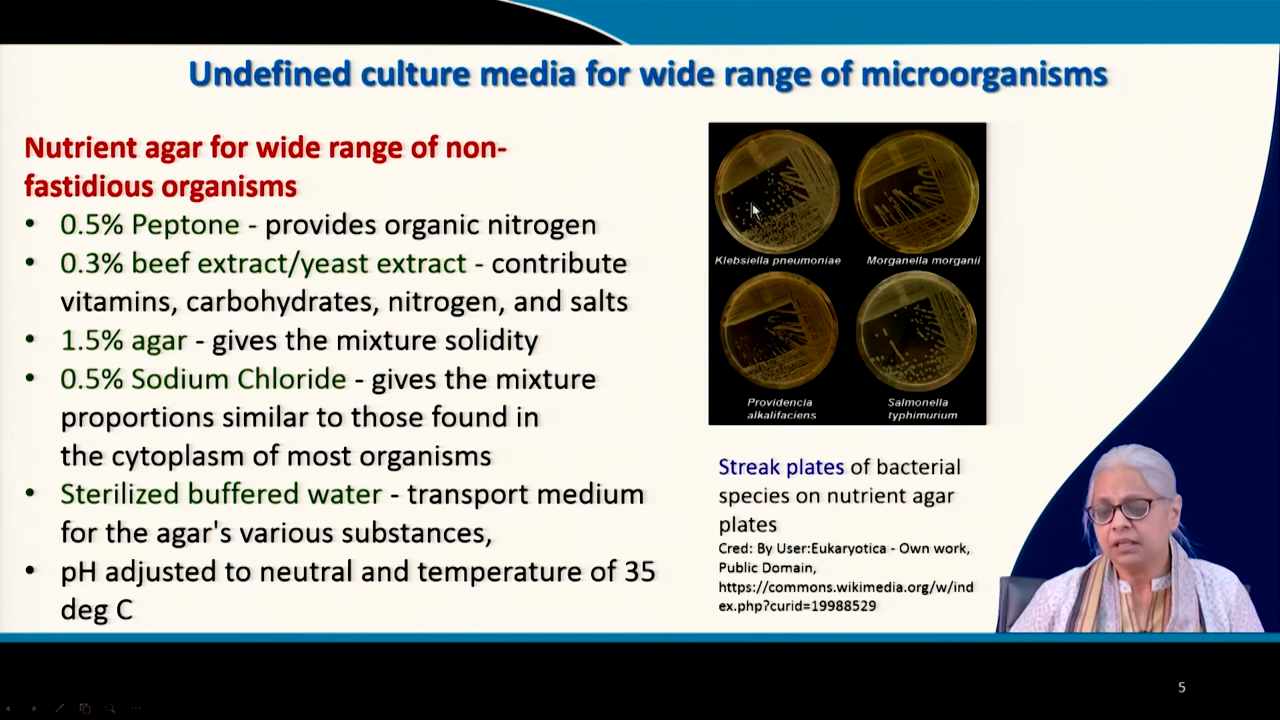 Undefined culture media for wide range of microorganisms
Nutrient agar for wide range of non-
fastidious organisms
• 0.5% Peptone - provides organic nitrogen
• 0.3% beef extract/yeast extract - contribute
vitamins, carbohydrates, nitrogen, and salts
• 1.5% agar - gives the mixture solidity
• 0.5% Sodium Chloride - gives the mixture
proportions similar to those found in
the cytoplasm of most organisms
• Sterilized buffered water - transport medium
for the agar's various substances,
• pH adjusted to neutral and temperature of 35
deg C
Klebsiella pneumoniae
Morganella morganii
Providencia
alkalifaciens
Salmonella
typhimurium
Streak plates of bacterial
species on nutrient agar
plates
Cred: By User:Eukaryotica - Own work,
Public Domain,
https://commons.wikimedia.org/w/ind
ex.php?curid=19988529
5